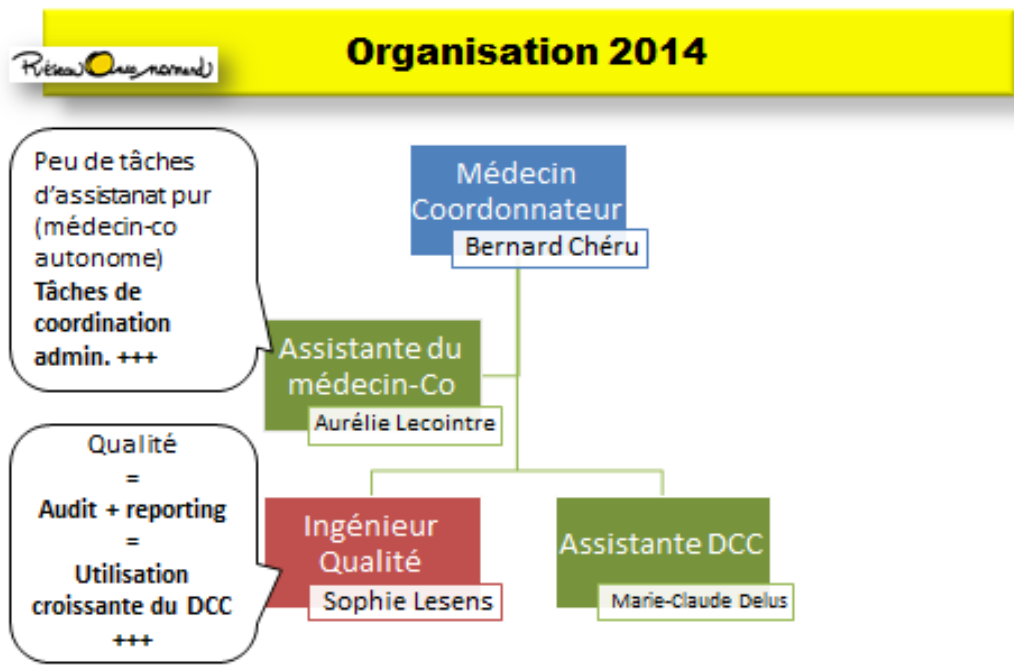 Organisation 2014
Réseau Onco normand
Peu de tâches
d'assistanat pur
(médecin-co
autonome)
Tâches de
coordination
admin. +++
Médecin
Coordonnateur
Bernard Chéru
Assistante du
médecin-Co
Aurélie Lecointre
Qualité
=
Audit + reporting
=
Utilisation
croissante du DCC
+++
Ingénieur
Qualité
Sophie Lesens
Assistante DCC
Marie-Claude Delus